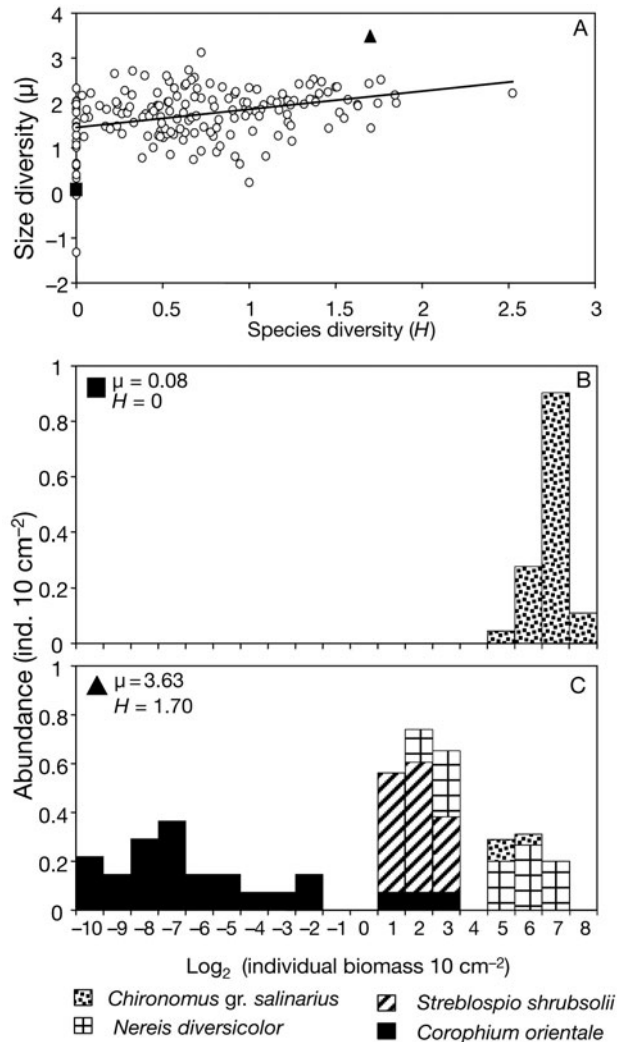 A
Size diversity (µ)
4
3
2
1
0
−1
−2
0 0.5 1 1.5 2 2.5 3
Species diversity (H)
B
µ = 0.08
H = 0
1
0.8
0.6
0.4
0.2
0
C
µ = 3.63
H = 1.70
1
0.8
0.6
0.4
0.2
0
Abundance (ind. 10 cm⁻²)
−10 −9 −8 −7 −6 −5 −4 −3 −2 −1 0 1 2 3 4 5 6 7 8
Log₂ (individual biomass 10 cm⁻²)
Chironomus gr. salinarius
Streblospio shrubsolii
Nereis diversicolor
Corophium orientale